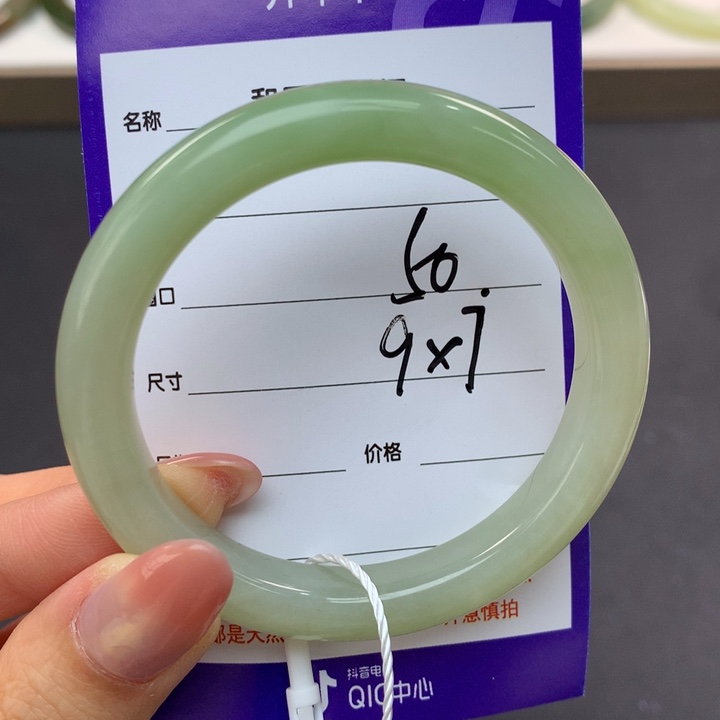 名称
口
50.
尺寸
9x7
价格
都是天然
急慎拍
抖音电
QIC中心